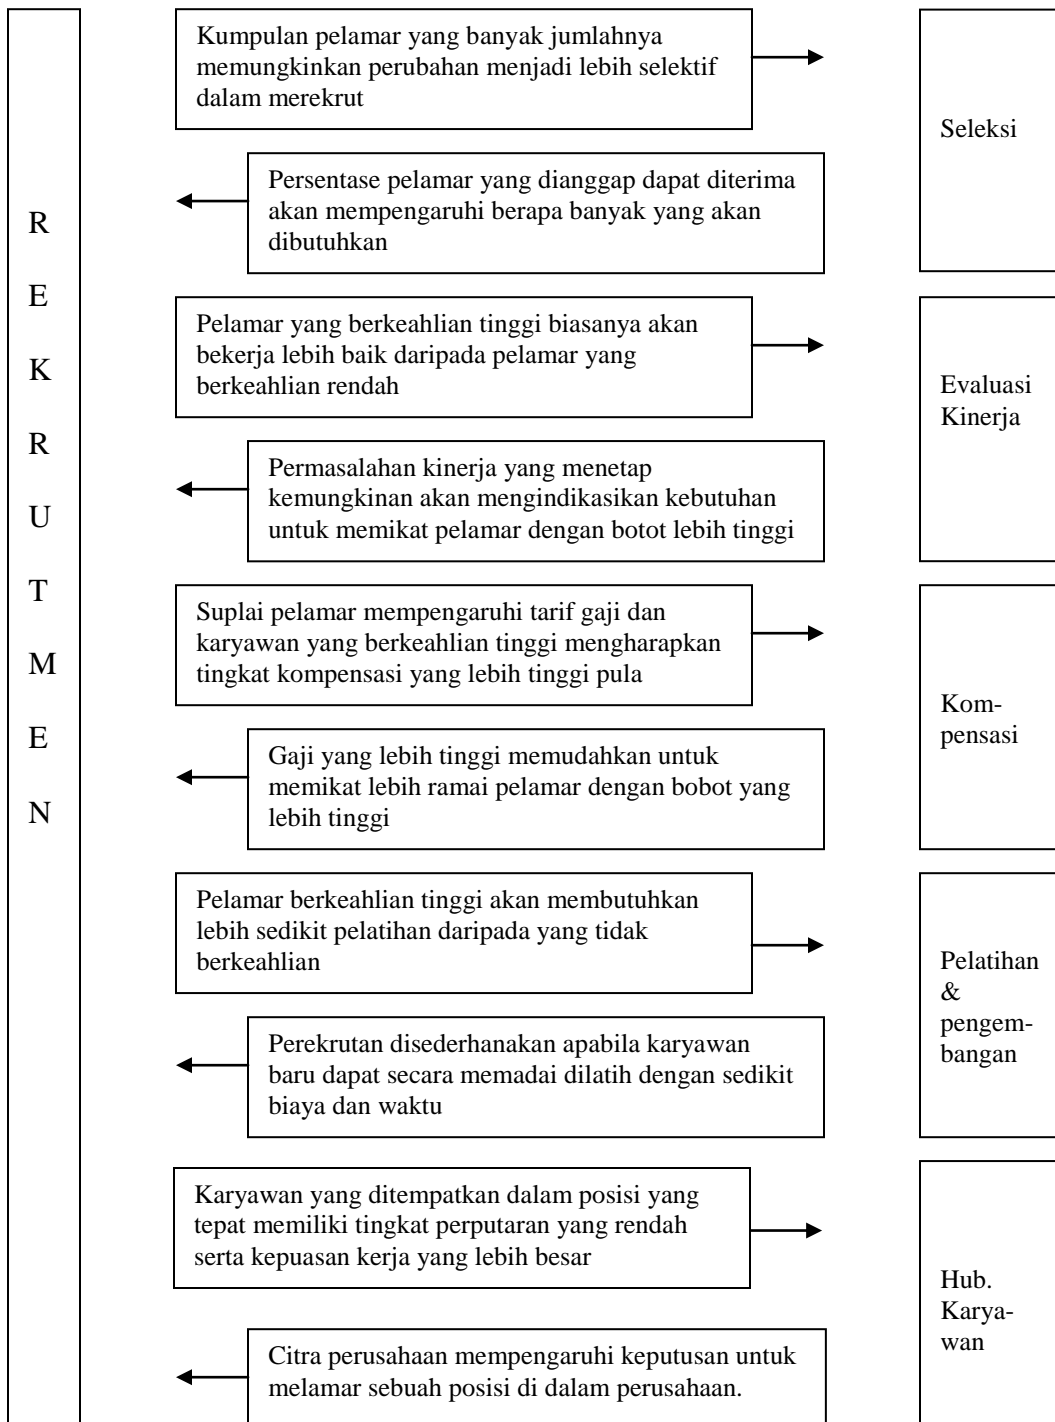 R
E
K
R
U
T
M
E
N
Kumpulan pelamar yang banyak jumlahnya
memungkinkan perubahan menjadi lebih selektif
dalam merekrut
Persentase pelamar yang dianggap dapat diterima
akan mempengaruhi berapa banyak yang akan
dibutuhkan
Seleksi
Pelamar yang berkeahlian tinggi biasanya akan
bekerja lebih baik daripada pelamar yang
berkeahlian rendah
Permasalahan kinerja yang menetap
kemungkinan akan mengindikasikan kebutuhan
untuk memikat pelamar dengan botot lebih tinggi
Evaluasi
Kinerja
Suplai pelamar mempengaruhi tarif gaji dan
karyawan yang berkeahlian tinggi mengharapkan
tingkat kompensasi yang lebih tinggi pula
Gaji yang lebih tinggi memudahkan untuk
memikat lebih ramai pelamar dengan bobot yang
lebih tinggi
Kom-
pensasi
Pelamar berkeahlian tinggi akan membutuhkan
lebih sedikit pelatihan daripada yang tidak
berkeahlian
Perekrutan disederhanakan apabila karyawan
baru dapat secara memadai dilatih dengan sedikit
biaya dan waktu
Pelatihan
&
pengem-
bangan
Karyawan yang ditempatkan dalam posisi yang
tepat memiliki tingkat perputaran yang rendah
serta kepuasan kerja yang lebih besar
Citra perusahaan mempengaruhi keputusan untuk
melamar sebuah posisi di dalam perusahaan.
Hub.
Karya-
wan